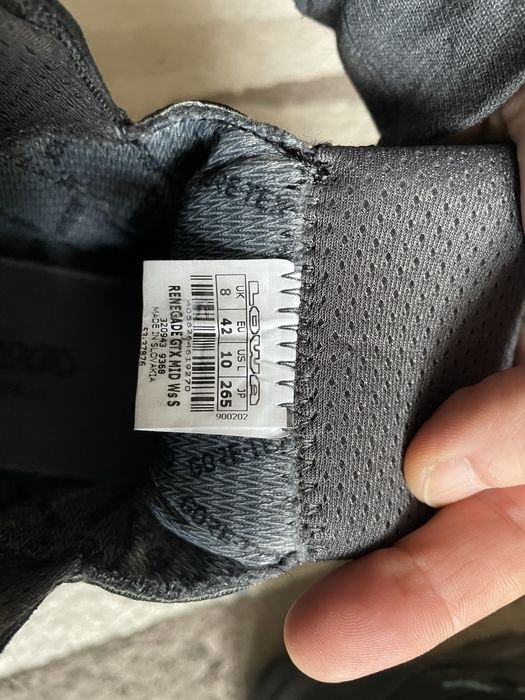 LOWA
UK EU US L JP
8 42 10 265
900202
RENEGADE GTX MID Ws S
320943 9368
MADE IN SLOVAKIA
GORE-TEX